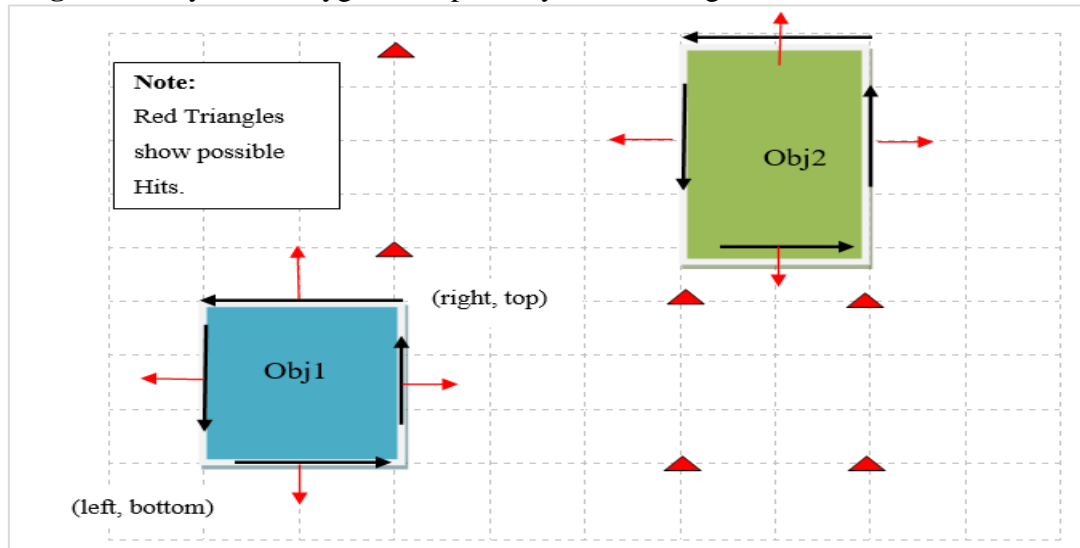 Note:
Red Triangles
show possible
Hits.
Obj2
(right, top)
Obj1
(left, bottom)